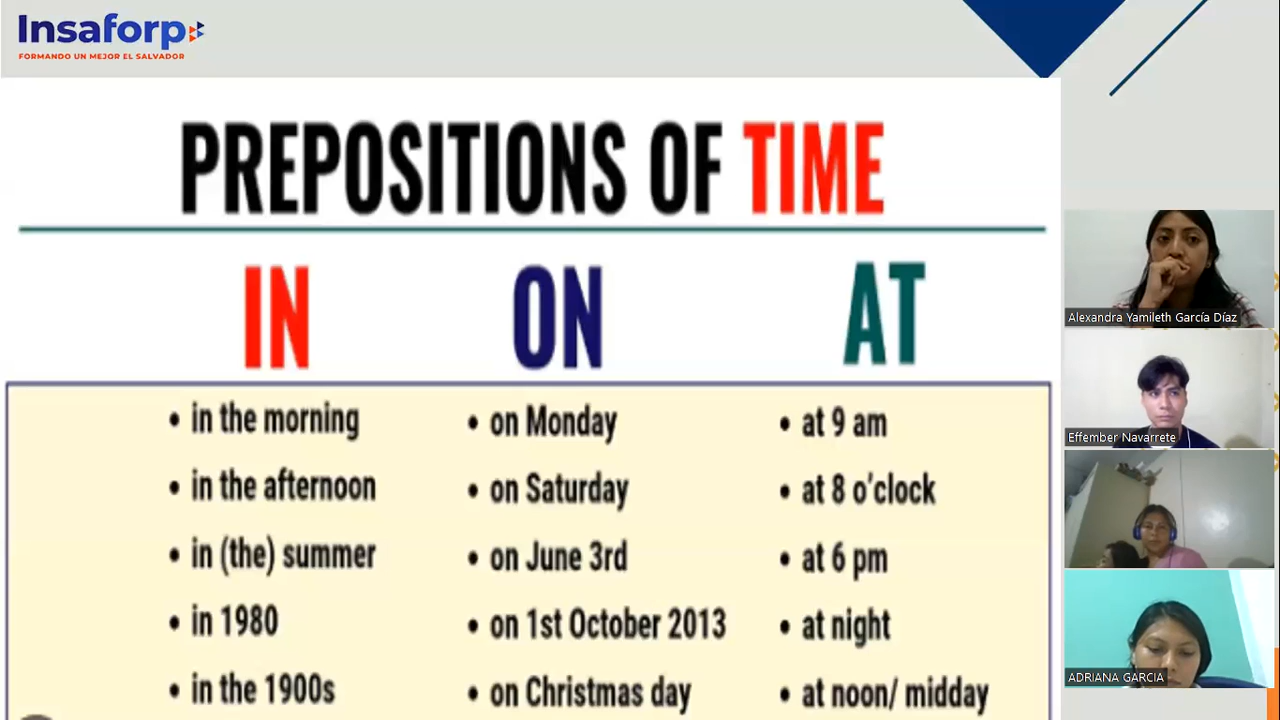 Insaforp
FORMANDO UN MEJOR EL SALVADOR
PREPOSITIONS OF TIME
IN ON AT
• in the morning • on Monday • at 9 am
• in the afternoon • on Saturday • at 8 o'clock
• in (the) summer • on June 3rd • at 6 pm
• in 1980 • on 1st October 2013 • at night
• in the 1900s • on Christmas day • at noon/ midday
Alexandra Yamileth García Díaz
Effember Navarrete
ADRIANA GARCIA